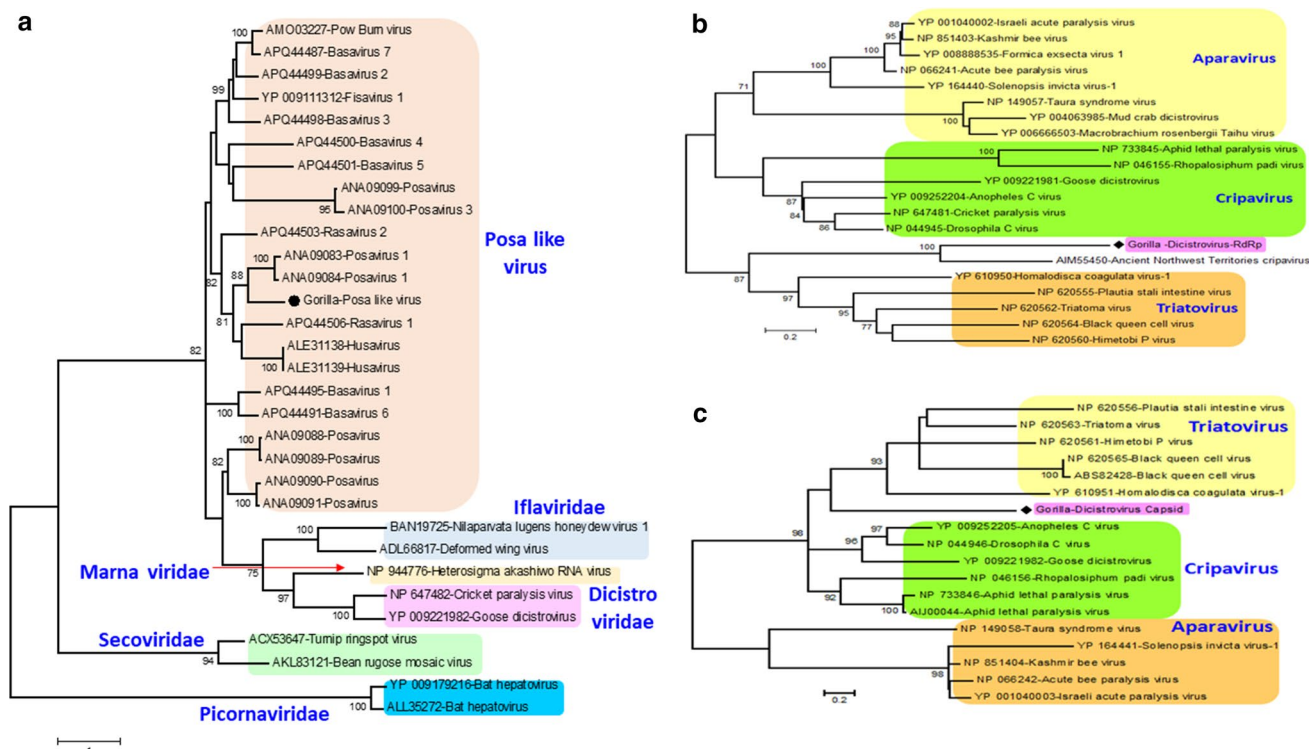 a
100
AMO03227-Pow Burn virus
APQ44487-Basavirus 7
APQ44499-Basavirus 2
99
YP 009111312-Fisavirus 1
APQ44498-Basavirus 3
APQ44500-Basavirus 4
APQ44501-Basavirus 5
ANA09099-Posavirus
95
ANA09100-Posavirus 3
APQ44503-Rasavirus 2
82
100
ANA09083-Posavirus 1
88
ANA09084-Posavirus 1
Gorilla-Posa like virus
81
APQ44506-Rasavirus 1
ALE31138-Husavirus
100
ALE31139-Husavirus
82
APQ44495-Basavirus 1
100
APQ44491-Basavirus 6
ANA09088-Posavirus
100
82
ANA09089-Posavirus
ANA09090-Posavirus
100
ANA09091-Posavirus
Posa like
virus
Iflaviridae
BAN19725-Nilaparvata lugens honeydew virus 1
100
ADL66817-Deformed wing virus
Marna viridae
75
NP 944776-Heterosigma akashiwo RNA virus
97
NP 647482-Cricket paralysis virus
100
YP 009221982-Goose dicistrovirus
Dicistro
viridae
Secoviridae
ACX53647-Turnip ringspot virus
94
AKL83121-Bean rugose mosaic virus
Picornaviridae
YP 009179216-Bat hepatovirus
100
ALL35272-Bat hepatovirus
b
88
YP 001040002-Israeli acute paralysis virus
95
NP 851403-Kashmir bee virus
100
YP 008888535-Formica exsecta virus 1
NP 066241-Acute bee paralysis virus
100
YP 164440-Solenopsis invicta virus-1
71
NP 149057-Taura syndrome virus
100
YP 004063985-Mud crab dicistrovirus
YP 006666503-Macrobrachium rosenbergii Taihu virus
Aparavirus
NP 733845-Aphid lethal paralysis virus
100
NP 046155-Rhopalosiphum padi virus
YP 009221981-Goose dicistrovirus
87
YP 009252204-Anopheles C virus
84
NP 647481-Cricket paralysis virus
86
NP 044945-Drosophila C virus
Cripavirus
100
Gorilla -Dicistrovirus-RdRp
AIM55450-Ancient Northwest Territories cripavirus
87
YP 610950-Homalodisca coagulata virus-1
97
NP 620555-Plautia stali intestine virus
95
NP 620562-Triatoma virus
77
NP 620564-Black queen cell virus
NP 620560-Himetobi P virus
Triatovirus
0.2
c
NP 620556-Plautia stali intestine virus
NP 620563-Triatoma virus
NP 620561-Himetobi P virus
93
NP 620565-Black queen cell virus
100
ABS82428-Black queen cell virus
YP 610951-Homalodisca coagulata virus-1
Triatovirus
Gorilla-Dicistrovirus Capsid
98
97
YP 009252205-Anopheles C virus
96
NP 044946-Drosophila C virus
YP 009221982-Goose dicistrovirus
NP 046156-Rhopalosiphum padi virus
92
NP 733846-Aphid lethal paralysis virus
100
AIJ00044-Aphid lethal paralysis virus
Cripavirus
NP 149058-Taura syndrome virus
YP 164441-Solenopsis invicta virus-1
NP 851404-Kashmir bee virus
98
NP 066242-Acute bee paralysis virus
YP 001040003-Israeli acute paralysis virus
Aparavirus
0.2